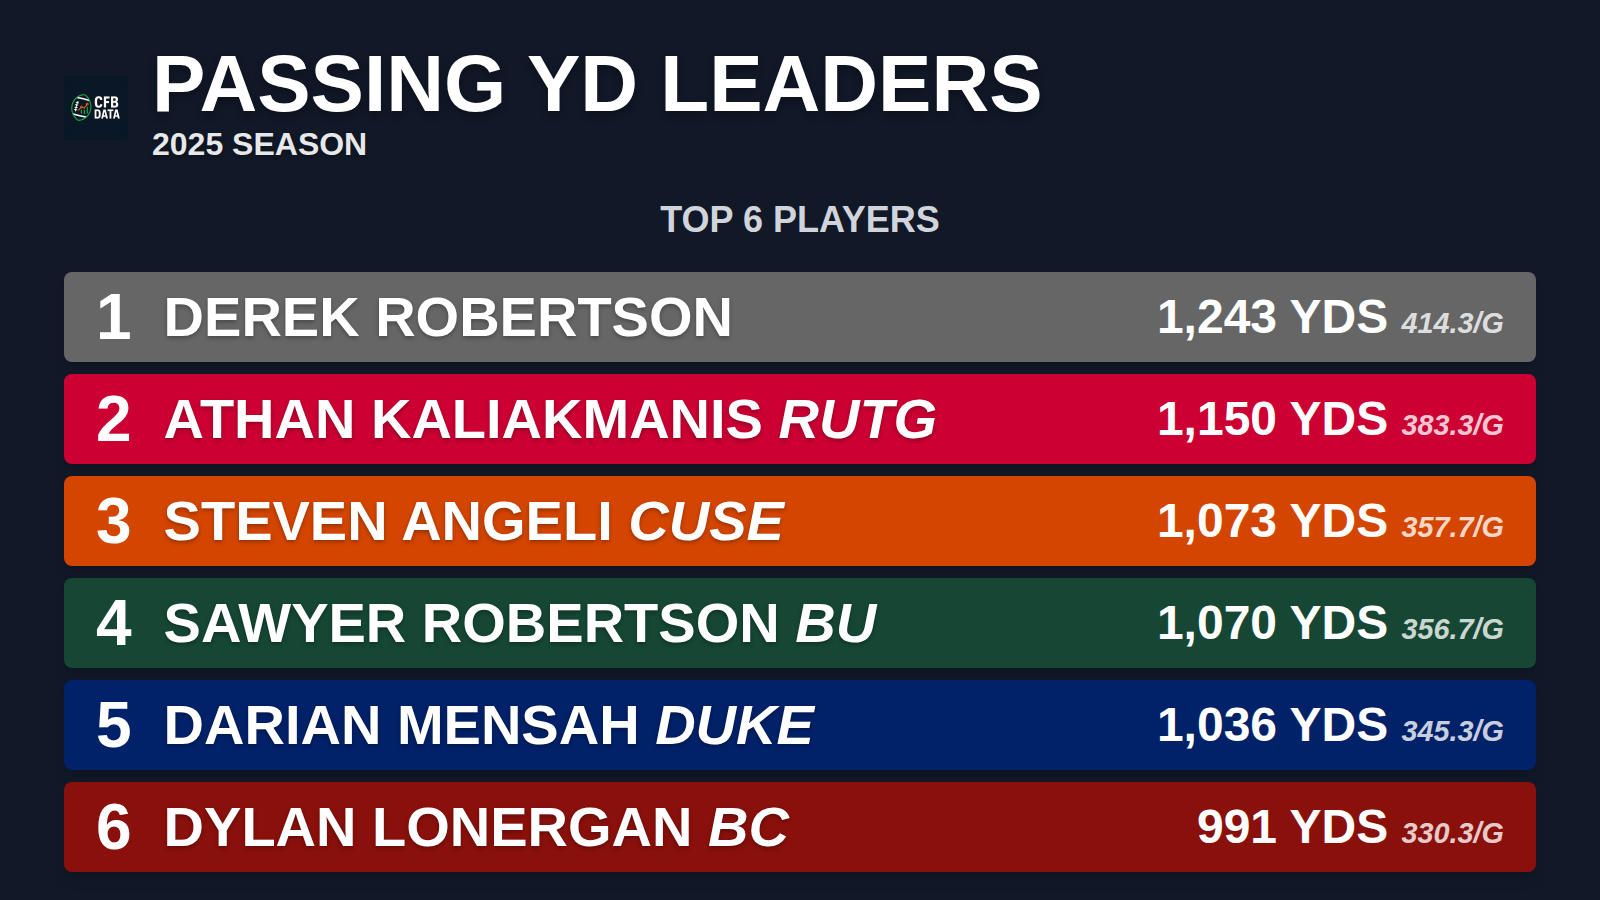 CFB
DATA
PASSING YD LEADERS
2025 SEASON
TOP 6 PLAYERS
1 DEREK ROBERTSON 1,243 YDS 414.3/G
2 ATHAN KALIAKMANIS RUTG 1,150 YDS 383.3/G
3 STEVEN ANGELI CUSE 1,073 YDS 357.7/G
4 SAWYER ROBERTSON BU 1,070 YDS 356.7/G
5 DARIAN MENSAH DUKE 1,036 YDS 345.3/G
6 DYLAN LONERGAN BC 991 YDS 330.3/G